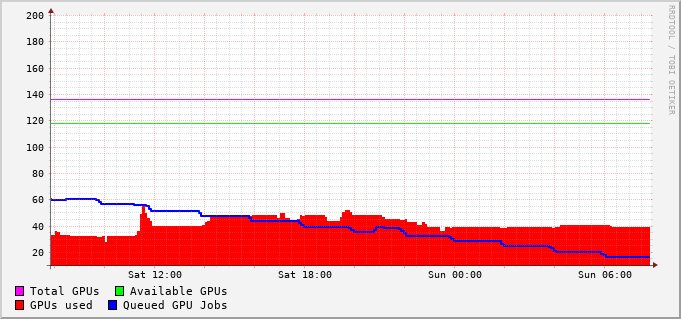 200
180
160
140
120
100
80
60
40
20
Sat 12:00 Sat 18:00 Sun 00:00 Sun 06:00
Total GPUs Available GPUs
GPUs used Queued GPU Jobs
RRDTOOL / TOBI OETIKER